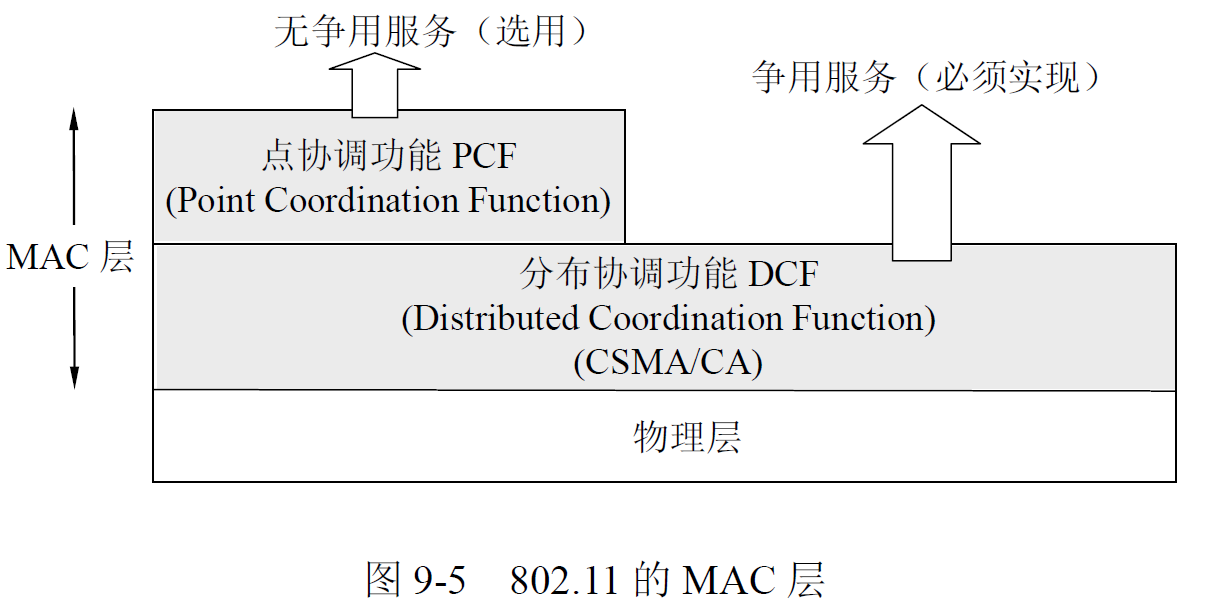 无争用服务（选用）
争用服务（必须实现）
点协调功能 PCF
(Point Coordination Function)
MAC 层
分布协调功能 DCF
(Distributed Coordination Function)
(CSMA/CA)
物理层
图 9-5 802.11 的 MAC 层